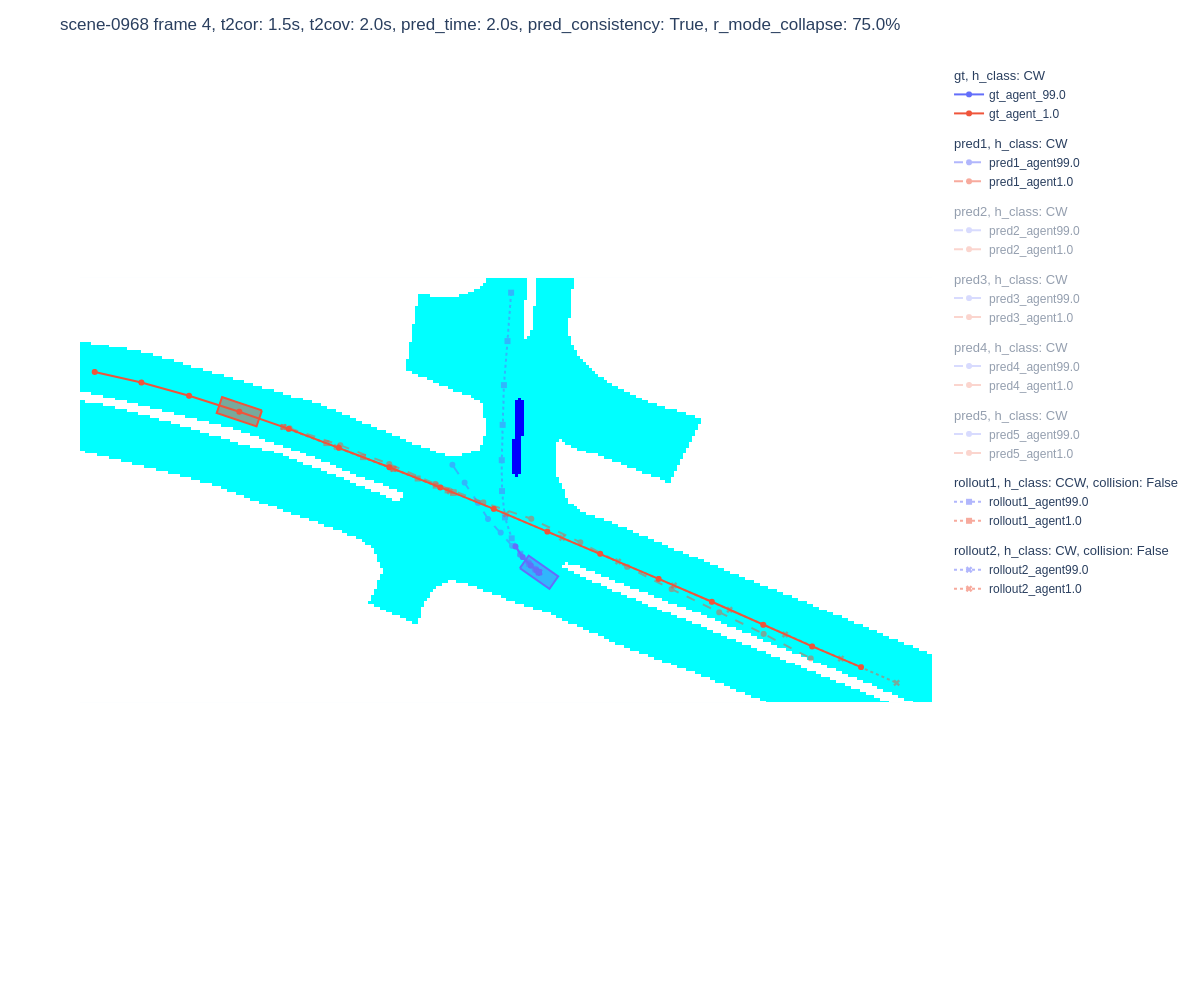 scene-0968 frame 4, t2cor: 1.5s, t2cov: 2.0s, pred_time: 2.0s, pred_consistency: True, r_mode_collapse: 75.0%
gt, h_class: CW
gt_agent_99.0
gt_agent_1.0
pred1, h_class: CW
pred1_agent99.0
pred1_agent1.0
pred2, h_class: CW
pred2_agent99.0
pred2_agent1.0
pred3, h_class: CW
pred3_agent99.0
pred3_agent1.0
pred4, h_class: CW
pred4_agent99.0
pred4_agent1.0
pred5, h_class: CW
pred5_agent99.0
pred5_agent1.0
rollout1, h_class: CCW, collision: False
rollout1_agent99.0
rollout1_agent1.0
rollout2, h_class: CW, collision: False
rollout2_agent99.0
rollout2_agent1.0